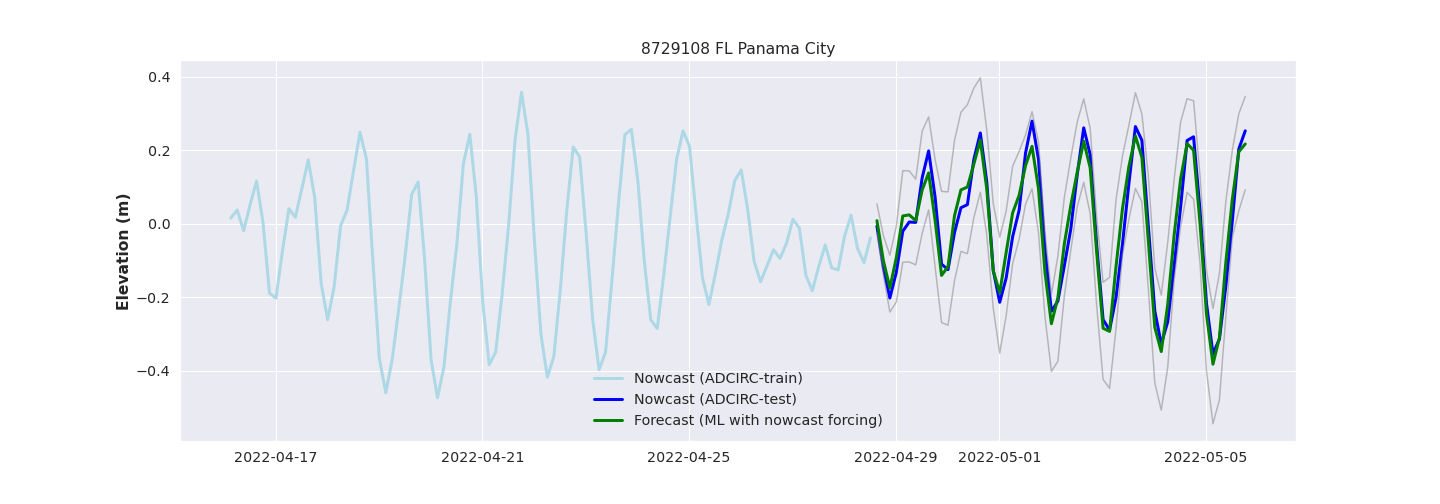 8729108 FL Panama City
Elevation (m)
0.4
0.2
0.0
−0.2
−0.4
Nowcast (ADCIRC-train)
Nowcast (ADCIRC-test)
Forecast (ML with nowcast forcing)
2022-04-17 2022-04-21 2022-04-25 2022-04-29 2022-05-01 2022-05-05